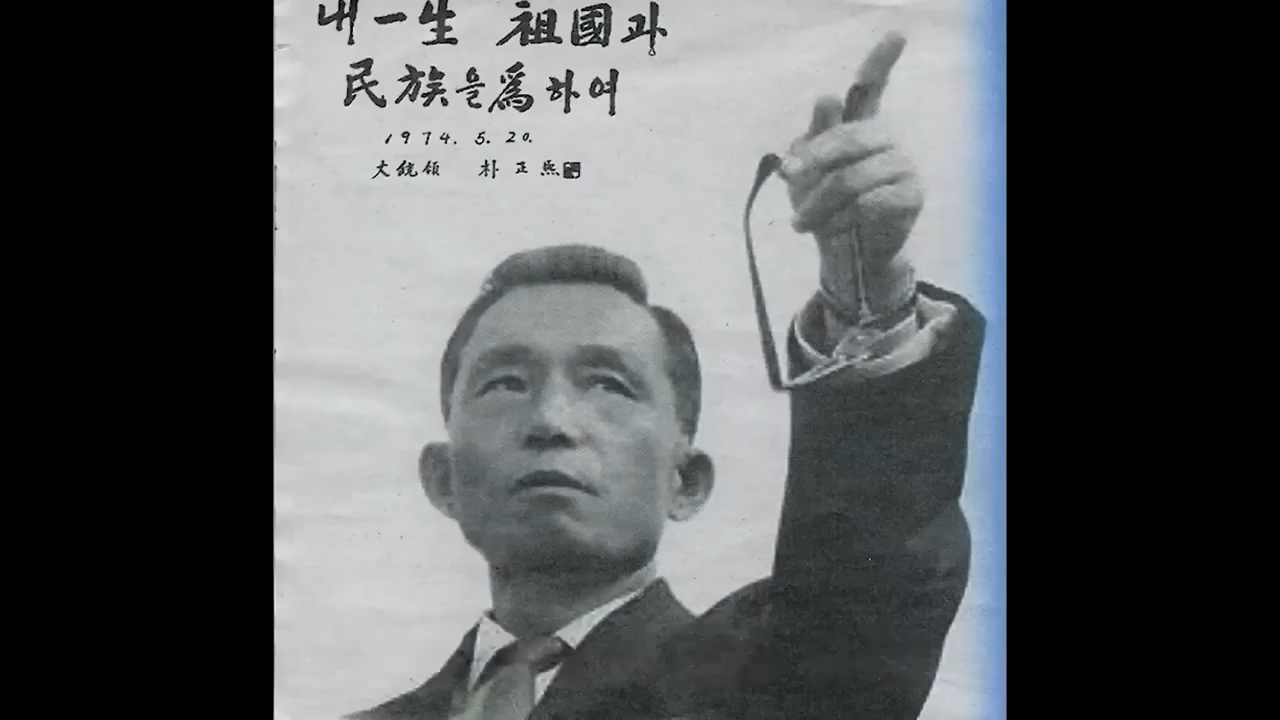 내 一生 祖國과
民族을 爲하여
1974. 5. 20.
大統領 朴正熙